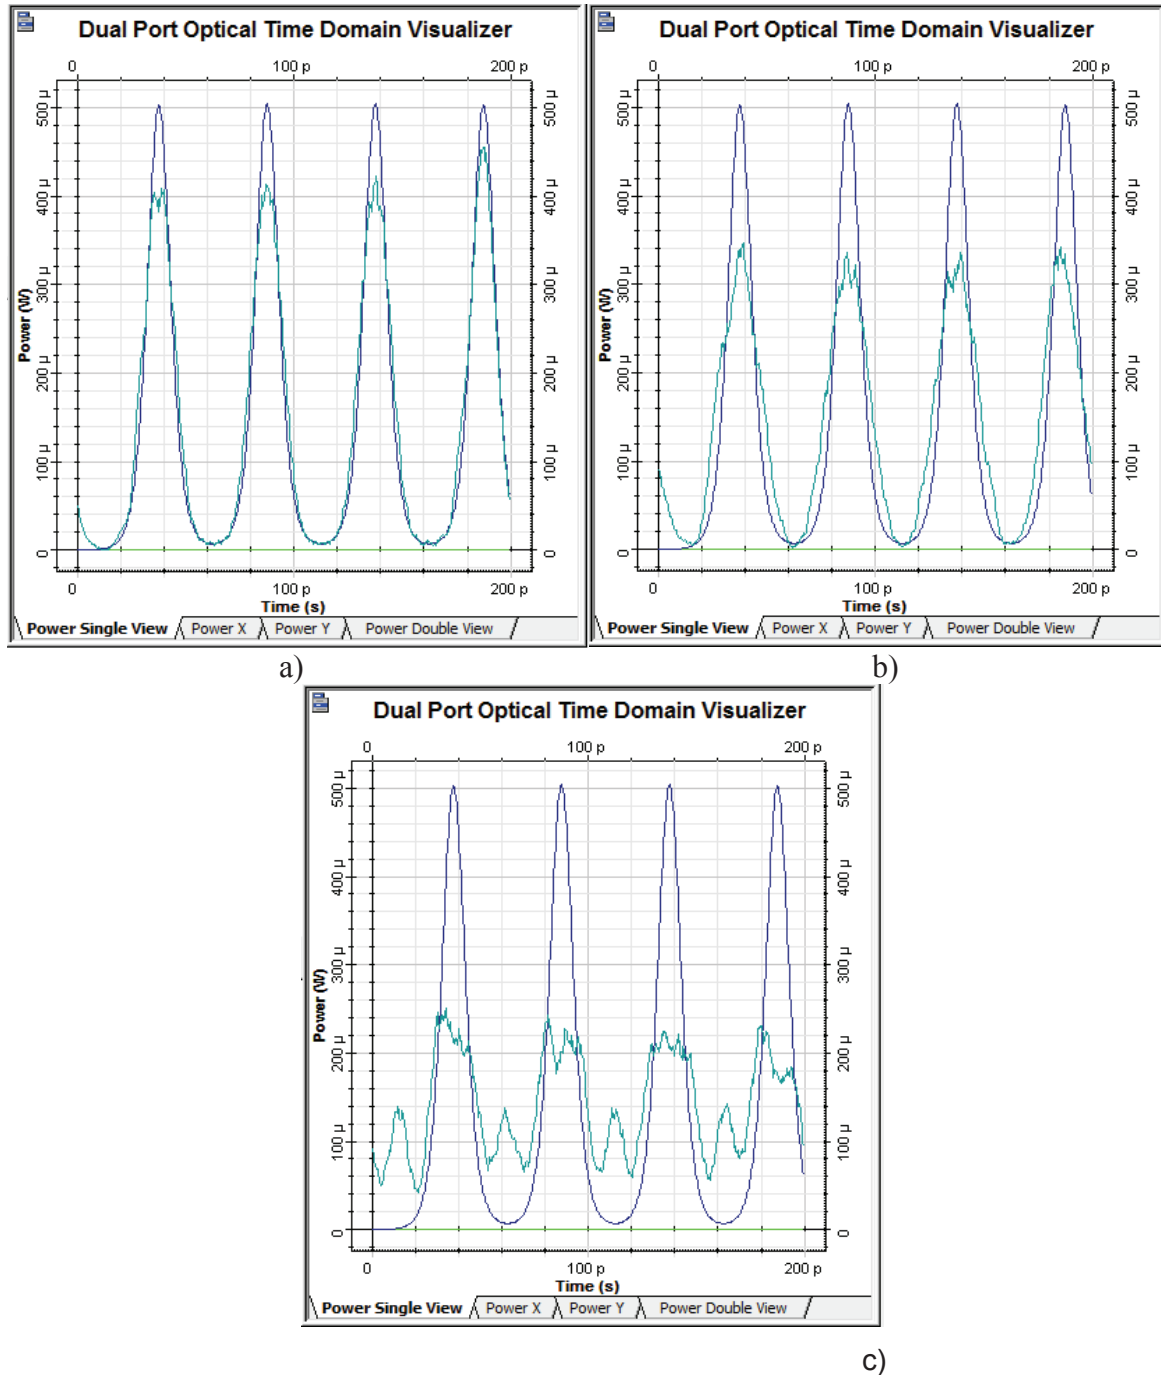 Dual Port Optical Time Domain Visualizer
0 100 p 200 p
500 µ 500 µ
400 µ 400 µ
300 µ 300 µ
Power (W)
200 µ 200 µ
100 µ 100 µ
0 0
0 100 p 200 p
Time (s)
Power Single View Power X Power Y Power Double View
a)
Dual Port Optical Time Domain Visualizer
0 100 p 200 p
500 µ 500 µ
400 µ 400 µ
300 µ 300 µ
Power (W)
200 µ 200 µ
100 µ 100 µ
0 0
0 100 p 200 p
Time (s)
Power Single View Power X Power Y Power Double View
b)
Dual Port Optical Time Domain Visualizer
0 100 p 200 p
500 µ 500 µ
400 µ 400 µ
300 µ 300 µ
Power (W)
200 µ 200 µ
100 µ 100 µ
0 0
0 100 p 200 p
Time (s)
Power Single View Power X Power Y Power Double View
c)